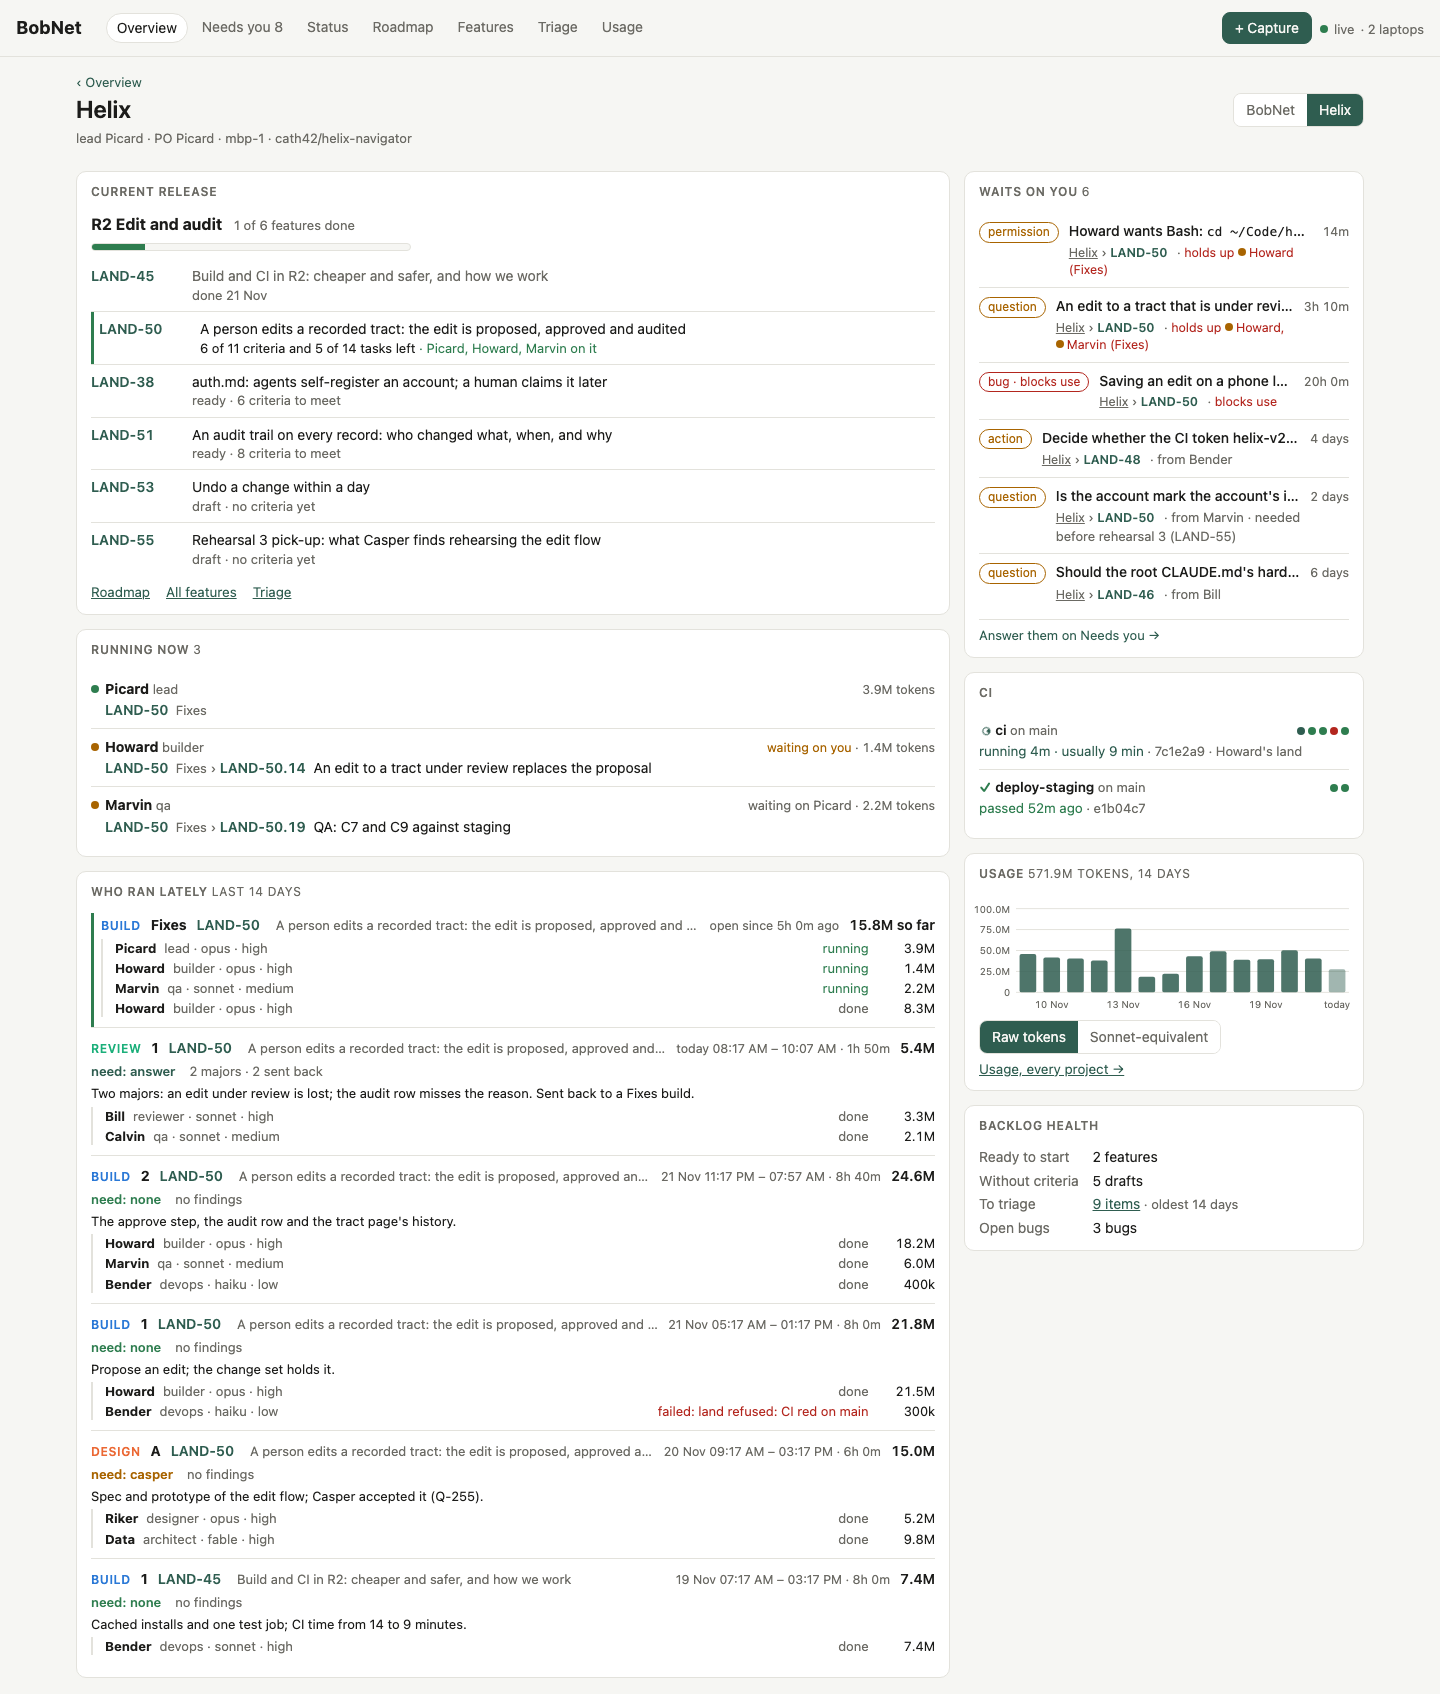 BobNet
Overview
Needs you 8
Status
Roadmap
Features
Triage
Usage
+ Capture
live · 2 laptops
‹ Overview
Helix
lead Picard · PO Picard · mbp-1 · cath42/helix-navigator
BobNet
Helix
CURRENT RELEASE
R2 Edit and audit 1 of 6 features done
LAND-45 Build and CI in R2: cheaper and safer, and how we work
done 21 Nov
LAND-50 A person edits a recorded tract: the edit is proposed, approved and audited
6 of 11 criteria and 5 of 14 tasks left · Picard, Howard, Marvin on it
LAND-38 auth.md: agents self-register an account; a human claims it later
ready · 6 criteria to meet
LAND-51 An audit trail on every record: who changed what, when, and why
ready · 8 criteria to meet
LAND-53 Undo a change within a day
draft · no criteria yet
LAND-55 Rehearsal 3 pick-up: what Casper finds rehearsing the edit flow
draft · no criteria yet
Roadmap All features Triage
RUNNING NOW 3
Picard lead 3.9M tokens
LAND-50 Fixes
Howard builder waiting on you · 1.4M tokens
LAND-50 Fixes › LAND-50.14 An edit to a tract under review replaces the proposal
Marvin qa waiting on Picard · 2.2M tokens
LAND-50 Fixes › LAND-50.19 QA: C7 and C9 against staging
WHO RAN LATELY LAST 14 DAYS
BUILD Fixes LAND-50 A person edits a recorded tract: the edit is proposed, approved and ... open since 5h 0m ago 15.8M so far
Picard lead · opus · high running 3.9M
Howard builder · opus · high running 1.4M
Marvin qa · sonnet · medium running 2.2M
Howard builder · opus · high done 8.3M
REVIEW 1 LAND-50 A person edits a recorded tract: the edit is proposed, approved and... today 08:17 AM – 10:07 AM · 1h 50m 5.4M
need: answer 2 majors · 2 sent back
Two majors: an edit under review is lost; the audit row misses the reason. Sent back to a Fixes build.
Bill reviewer · sonnet · high done 3.3M
Calvin qa · sonnet · medium done 2.1M
BUILD 2 LAND-50 A person edits a recorded tract: the edit is proposed, approved an... 21 Nov 11:17 PM – 07:57 AM · 8h 40m 24.6M
need: none no findings
The approve step, the audit row and the tract page's history.
Howard builder · opus · high done 18.2M
Marvin qa · sonnet · medium done 6.0M
Bender devops · haiku · low done 400k
BUILD 1 LAND-50 A person edits a recorded tract: the edit is proposed, approved and ... 21 Nov 05:17 AM – 01:17 PM · 8h 0m 21.8M
need: none no findings
Propose an edit; the change set holds it.
Howard builder · opus · high done 21.5M
Bender devops · haiku · low failed: land refused: CI red on main 300k
DESIGN A LAND-50 A person edits a recorded tract: the edit is proposed, approved a... 20 Nov 09:17 AM – 03:17 PM · 6h 0m 15.0M
need: casper no findings
Spec and prototype of the edit flow; Casper accepted it (Q-255).
Riker designer · opus · high done 5.2M
Data architect · fable · high done 9.8M
BUILD 1 LAND-45 Build and CI in R2: cheaper and safer, and how we work 19 Nov 07:17 AM – 03:17 PM · 8h 0m 7.4M
need: none no findings
Cached installs and one test job; CI time from 14 to 9 minutes.
Bender devops · sonnet · high done 7.4M
WAITS ON YOU 6
permission Howard wants Bash: cd ~/Code/h... 14m
Helix › LAND-50 · holds up Howard
(Fixes)
question An edit to a tract that is under revi... 3h 10m
Helix › LAND-50 · holds up Howard,
Marvin (Fixes)
bug · blocks use Saving an edit on a phone l... 20h 0m
Helix › LAND-50 · blocks use
action Decide whether the CI token helix-v2... 4 days
Helix › LAND-48 · from Bender
question Is the account mark the account's i... 2 days
Helix › LAND-50 · from Marvin · needed
before rehearsal 3 (LAND-55)
question Should the root CLAUDE.md's hard... 6 days
Helix › LAND-46 · from Bill
Answer them on Needs you →
CI
ci on main
running 4m · usually 9 min · 7c1e2a9 · Howard's land
deploy-staging on main
passed 52m ago · e1b04c7
USAGE 571.9M TOKENS, 14 DAYS
100.0M
75.0M
50.0M
25.0M
0
10 Nov 13 Nov 16 Nov 19 Nov today
Raw tokens Sonnet-equivalent
Usage, every project →
BACKLOG HEALTH
Ready to start 2 features
Without criteria 5 drafts
To triage 9 items · oldest 14 days
Open bugs 3 bugs